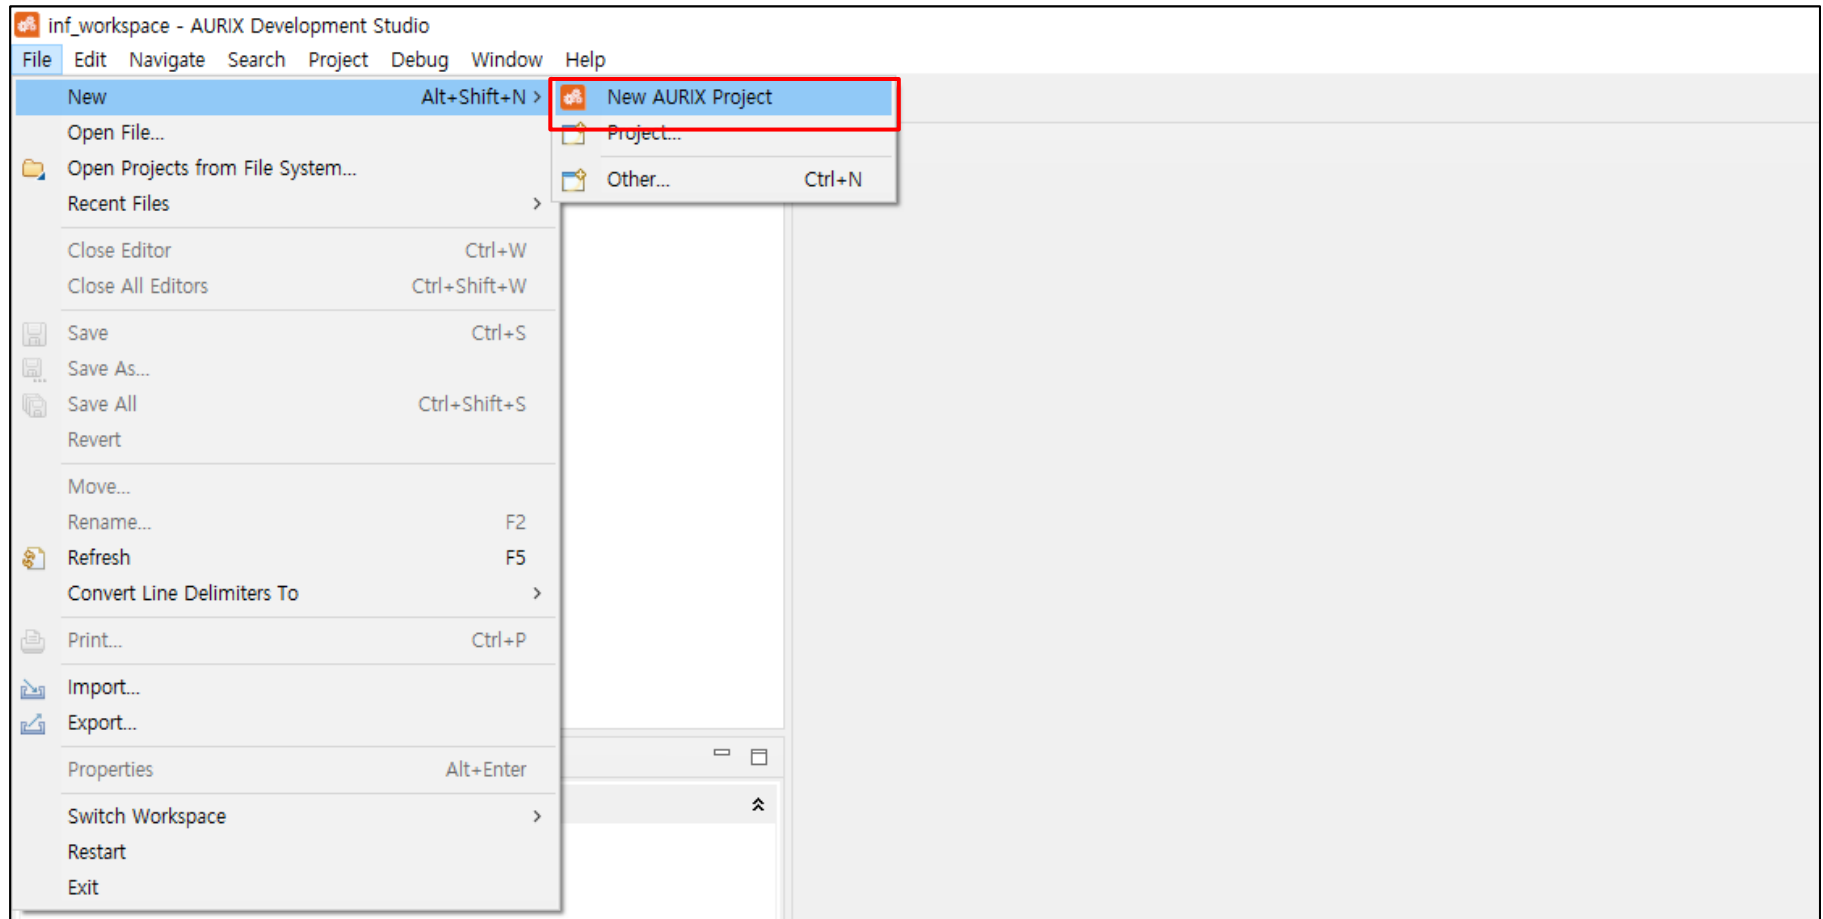 inf_workspace - AURIX Development Studio
File Edit Navigate Search Project Debug Window Help
New Alt+Shift+N >
Open File...
Open Projects from File System...
Recent Files >
Close Editor Ctrl+W
Close All Editors Ctrl+Shift+W
Save Ctrl+S
Save As...
Save All Ctrl+Shift+S
Revert
Move...
Rename... F2
Refresh F5
Convert Line Delimiters To >
Print... Ctrl+P
Import...
Export...
Properties Alt+Enter
Switch Workspace >
Restart
Exit
New AURIX Project
Project...
Other... Ctrl+N